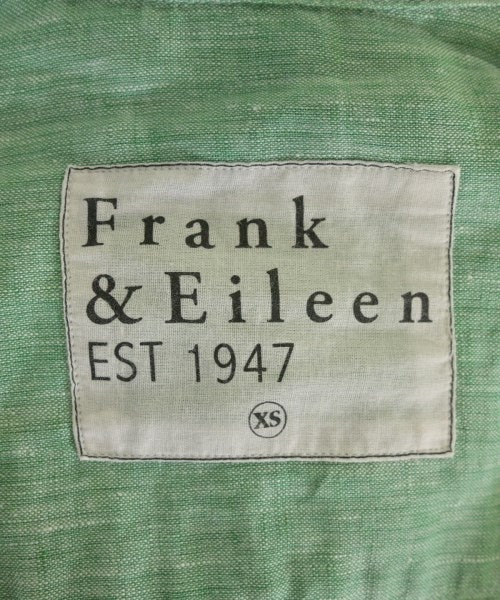 Frank
& Eileen
EST 1947
XS